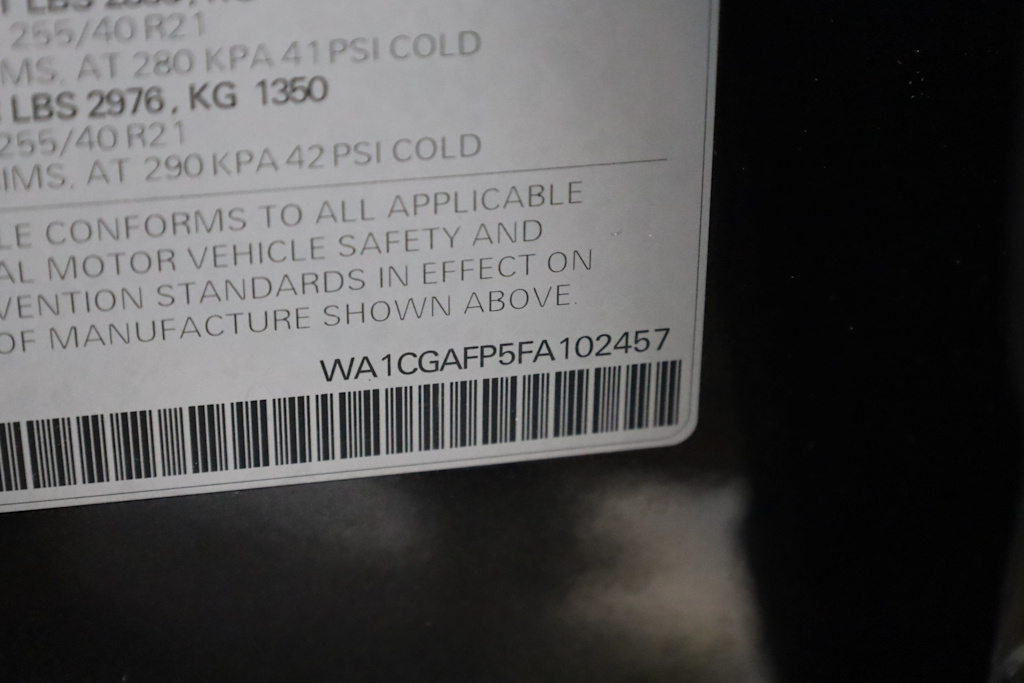 255/40 R21
MS, AT 280 KPA 41 PSI COLD
LBS 2976, KG 1350
255/40 R21
IMS, AT 290 KPA 42 PSI COLD
LE CONFORMS TO ALL APPLICABLE
AL MOTOR VEHICLE SAFETY AND
VENTION STANDARDS IN EFFECT ON
OF MANUFACTURE SHOWN ABOVE.
WA1CGAFP5FA102457